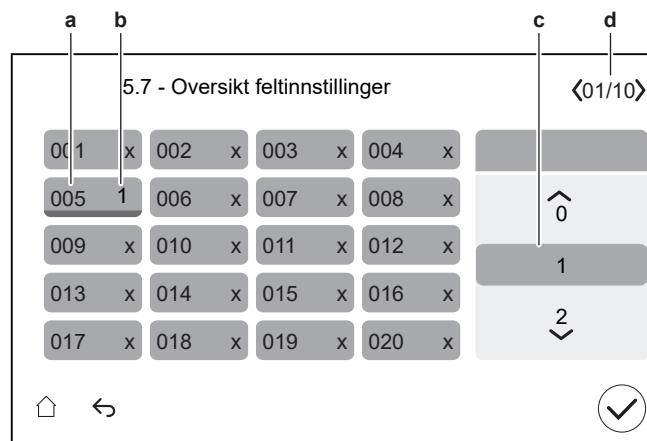 a b c d
5.7 - Oversikt feltinnstillinger
01/10
001 x 002 x 003 x 004 x
005 1 006 x 007 x 008 x
0
009 x 010 x 011 x 012 x
1
013 x 014 x 015 x 016 x
2
017 x 018 x 019 x 020 x